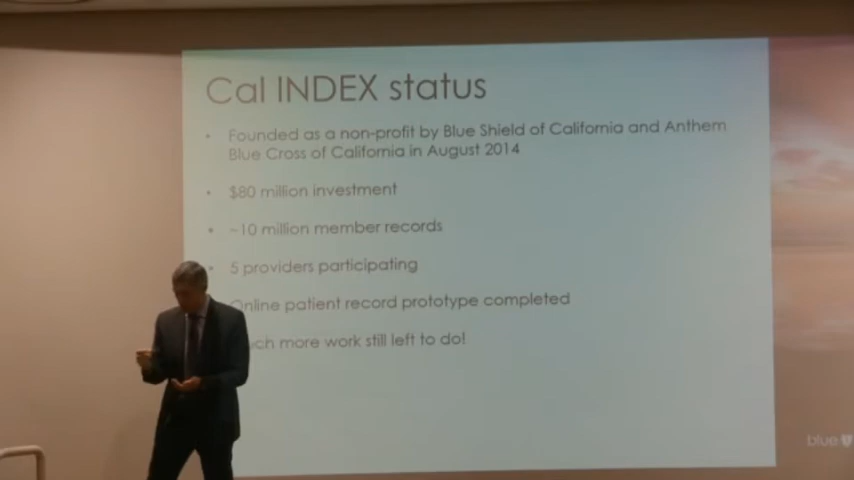 Cal INDEX status
• Founded as a non-profit by Blue Shield of California and Anthem
Blue Cross of California in August 2014
• $80 million investment
• ~10 million member records
• 5 providers participating
Online patient record prototype completed
more work still left to do!
blue